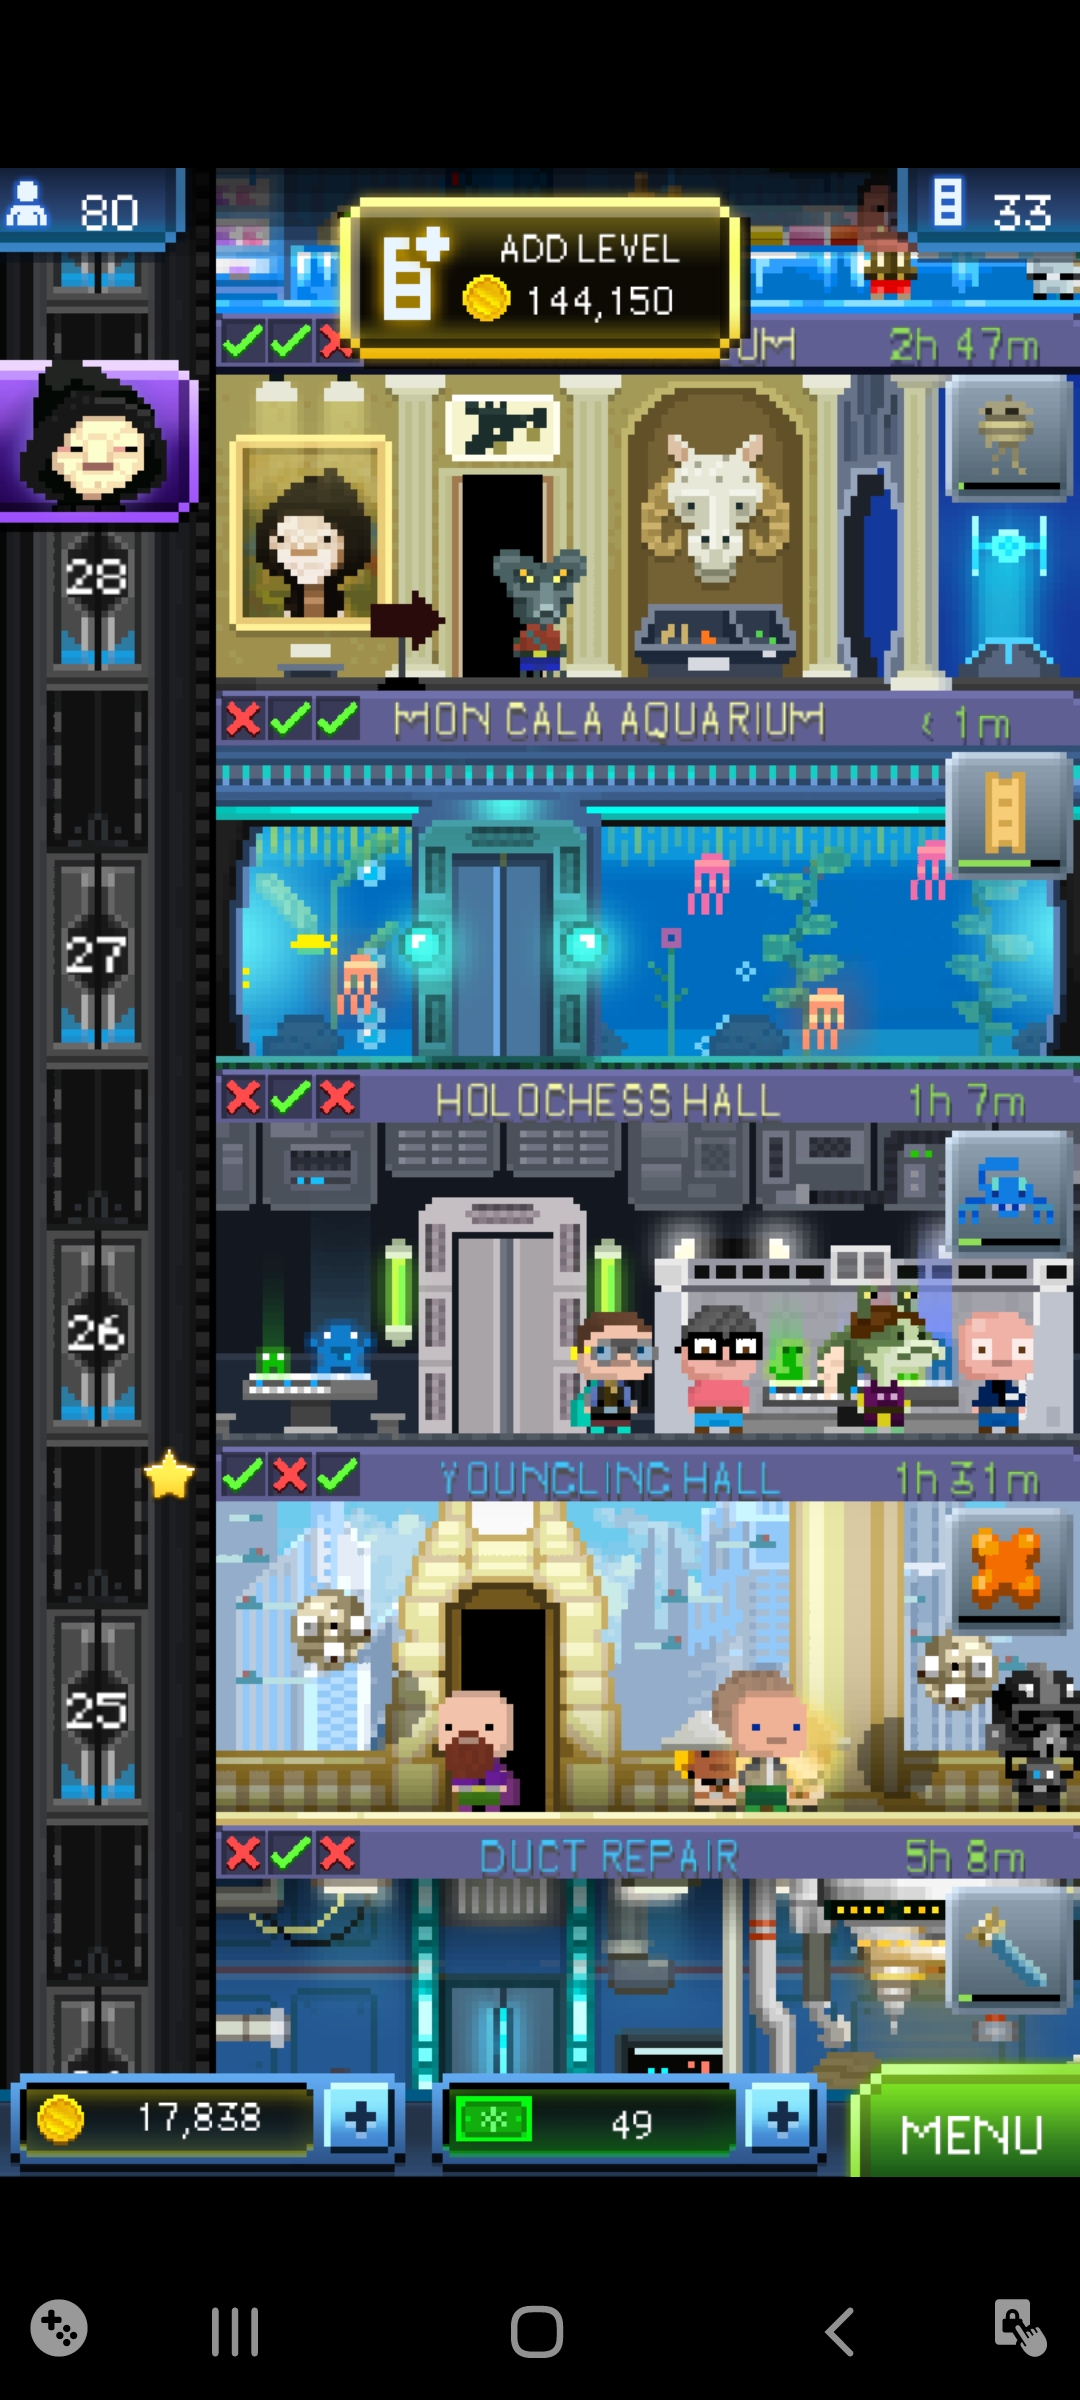 80
ADD LEVEL
144,150
33
UM
2h 47m
28
MON CALA AQUARIUM
< 1m
27
HOLOCHESS HALL
1h 7m
26
YOUNGLING HALL
1h 31m
25
DUCT REPAIR
5h 8m
17,838
49
MENU